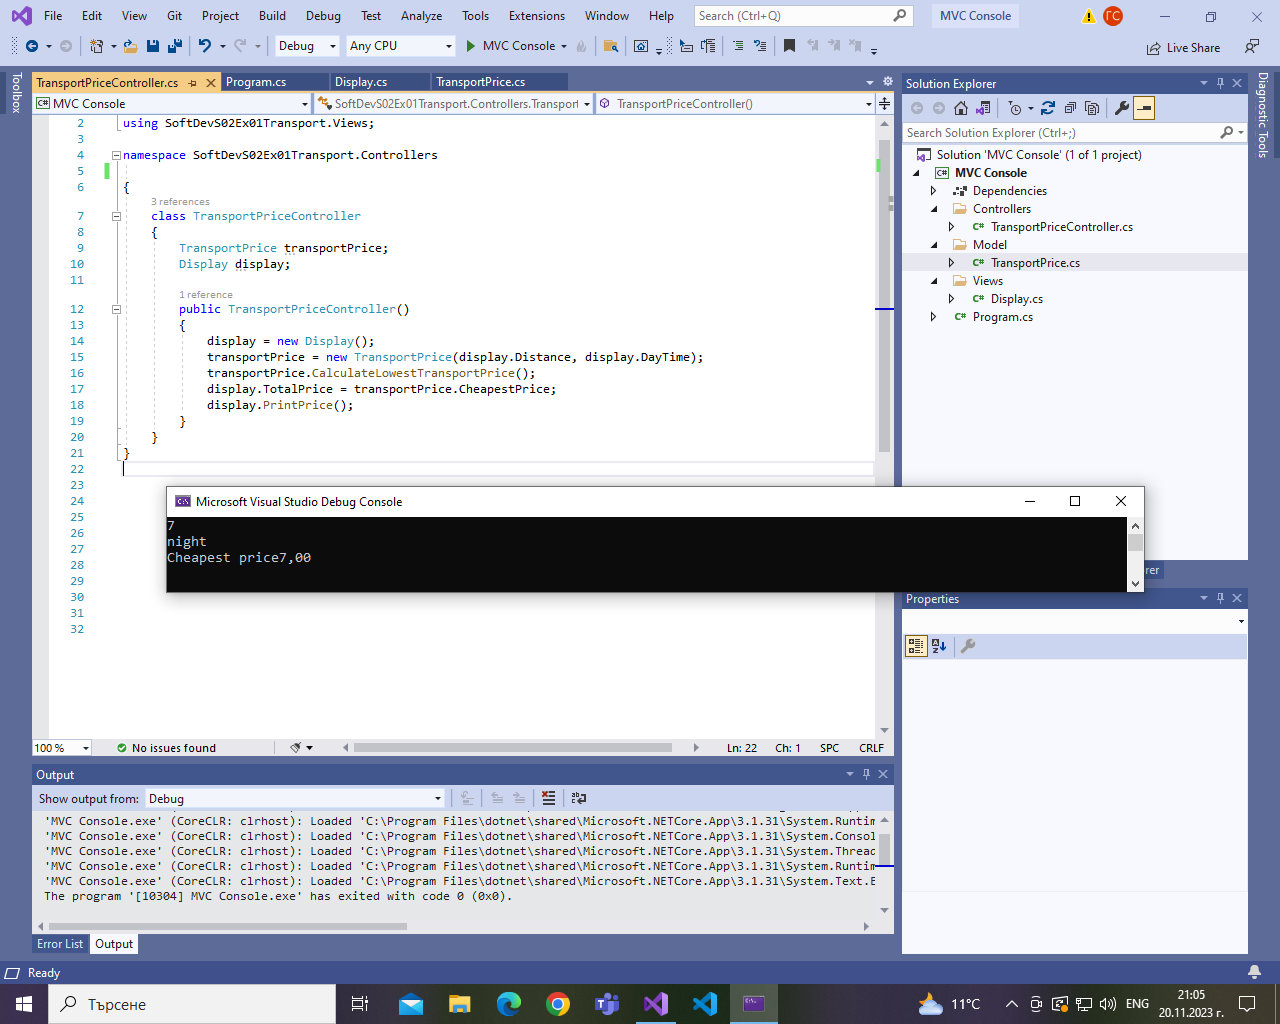 File Edit View Git Project Build Debug Test Analyze Tools Extensions Window Help Search (Ctrl+Q) MVC Console ГС
Debug Any CPU MVC Console Live Share
Toolbox
TransportPriceController.cs Program.cs Display.cs TransportPrice.cs
MVC Console SoftDevS02Ex01Transport.Controllers.Transport TransportPriceController()
2 using SoftDevS02Ex01Transport.Views;
3
4 namespace SoftDevS02Ex01Transport.Controllers
5
6 {
3 references
7 class TransportPriceController
8 {
9 TransportPrice transportPrice;
10 Display display;
11
1 reference
12 public TransportPriceController()
13 {
14 display = new Display();
15 transportPrice = new TransportPrice(display.Distance, display.DayTime);
16 transportPrice.CalculateLowestTransportPrice();
17 display.TotalPrice = transportPrice.CheapestPrice;
18 display.PrintPrice();
19 }
20 }
21 }
22
23
24
25
26
27
28
29
30
31
32
Microsoft Visual Studio Debug Console
7
night
Cheapest price7,00
100 % No issues found Ln: 22 Ch: 1 SPC CRLF
Output
Show output from: Debug
'MVC Console.exe' (CoreCLR: clrhost): Loaded 'C:\Program Files\dotnet\shared\Microsoft.NETCore.App\3.1.31\System.Runtim
'MVC Console.exe' (CoreCLR: clrhost): Loaded 'C:\Program Files\dotnet\shared\Microsoft.NETCore.App\3.1.31\System.Consol
'MVC Console.exe' (CoreCLR: clrhost): Loaded 'C:\Program Files\dotnet\shared\Microsoft.NETCore.App\3.1.31\System.Thread
'MVC Console.exe' (CoreCLR: clrhost): Loaded 'C:\Program Files\dotnet\shared\Microsoft.NETCore.App\3.1.31\System.Runtim
'MVC Console.exe' (CoreCLR: clrhost): Loaded 'C:\Program Files\dotnet\shared\Microsoft.NETCore.App\3.1.31\System.Text.E
The program '[10304] MVC Console.exe' has exited with code 0 (0x0).
Error List Output
Solution Explorer
Search Solution Explorer (Ctrl+;)
Solution 'MVC Console' (1 of 1 project)
MVC Console
Dependencies
Controllers
TransportPriceController.cs
Model
TransportPrice.cs
Views
Display.cs
Program.cs
rer
Properties
Diagnostic Tools
Ready
Търсене 11°C ENG 21:05
20.11.2023 г.